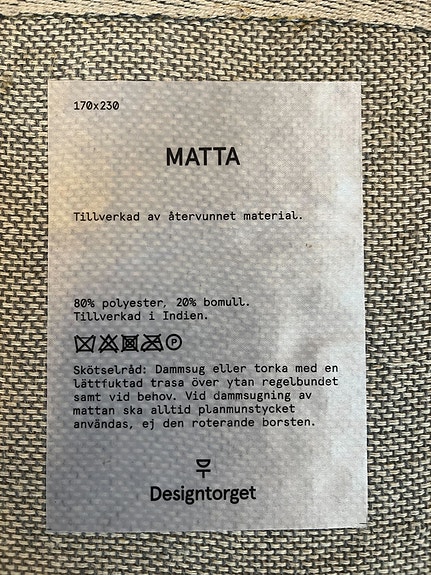 170x230
MATTA
Tillverkad av återvunnet material.
80% polyester, 20% bomull.
Tillverkad i Indien.
P
Skötselråd: Dammsug eller torka med en
lättfuktad trasa över ytan regelbundet
samt vid behov. Vid dammsugning av
mattan ska alltid planmunstycket
användas, ej den roterande borsten.
Designtorget